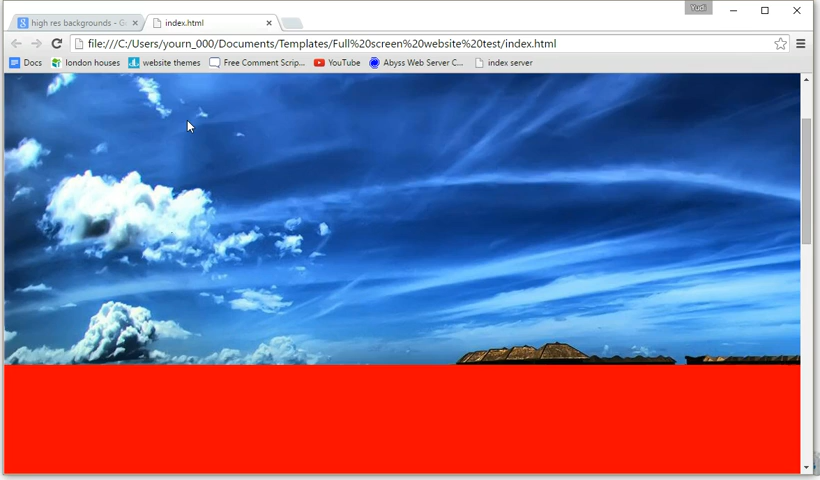 Yudi
high res backgrounds - G
index.html
file:///C:/Users/yourn_000/Documents/Templates/Full%20screen%20website%20test/index.html
Docs london houses website themes Free Comment Scrip... YouTube Abyss Web Server C... index server